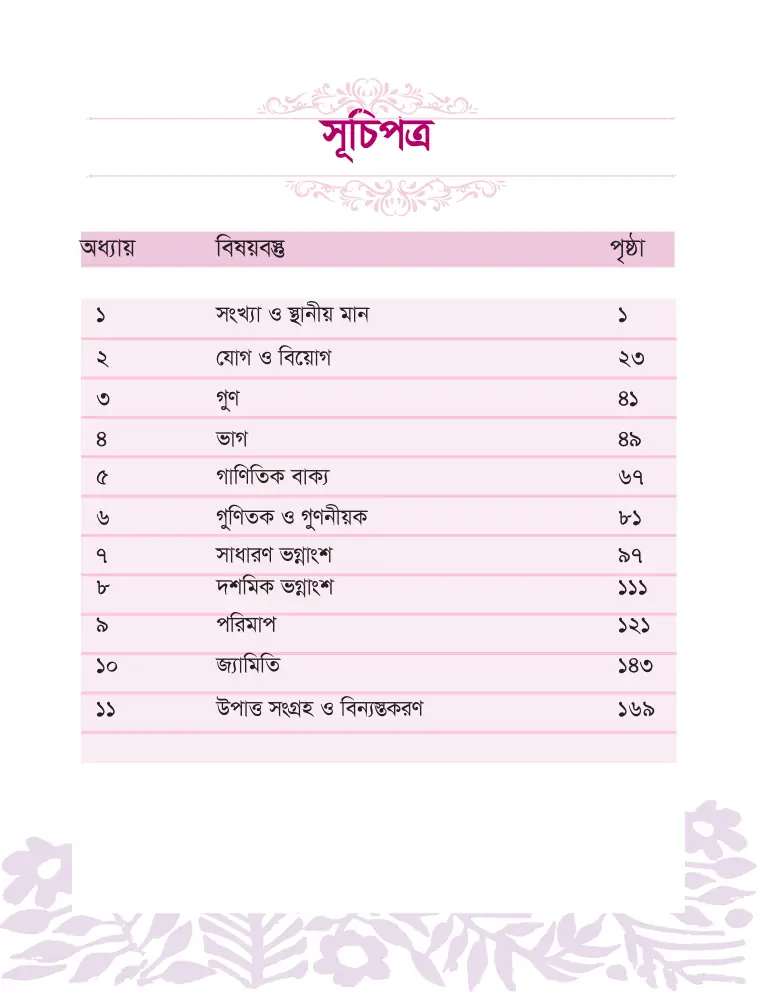 সূচিপত্র
অধ্যায় বিষয়বস্তু পৃষ্ঠা
১ সংখ্যা ও স্থানীয় মান ১
২ যোগ ও বিয়োগ ২৩
৩ গুণ ৪১
৪ ভাগ ৪৯
৫ গাণিতিক বাক্য ৬৭
৬ গুণিতক ও গুণনীয়ক ৮১
৭ সাধারণ ভগ্নাংশ ৯৭
৮ দশমিক ভগ্নাংশ ১১১
৯ পরিমাপ ১২১
১০ জ্যামিতি ১৪৩
১১ উপাত্ত সংগ্রহ ও বিন্যস্তকরণ ১৬৯